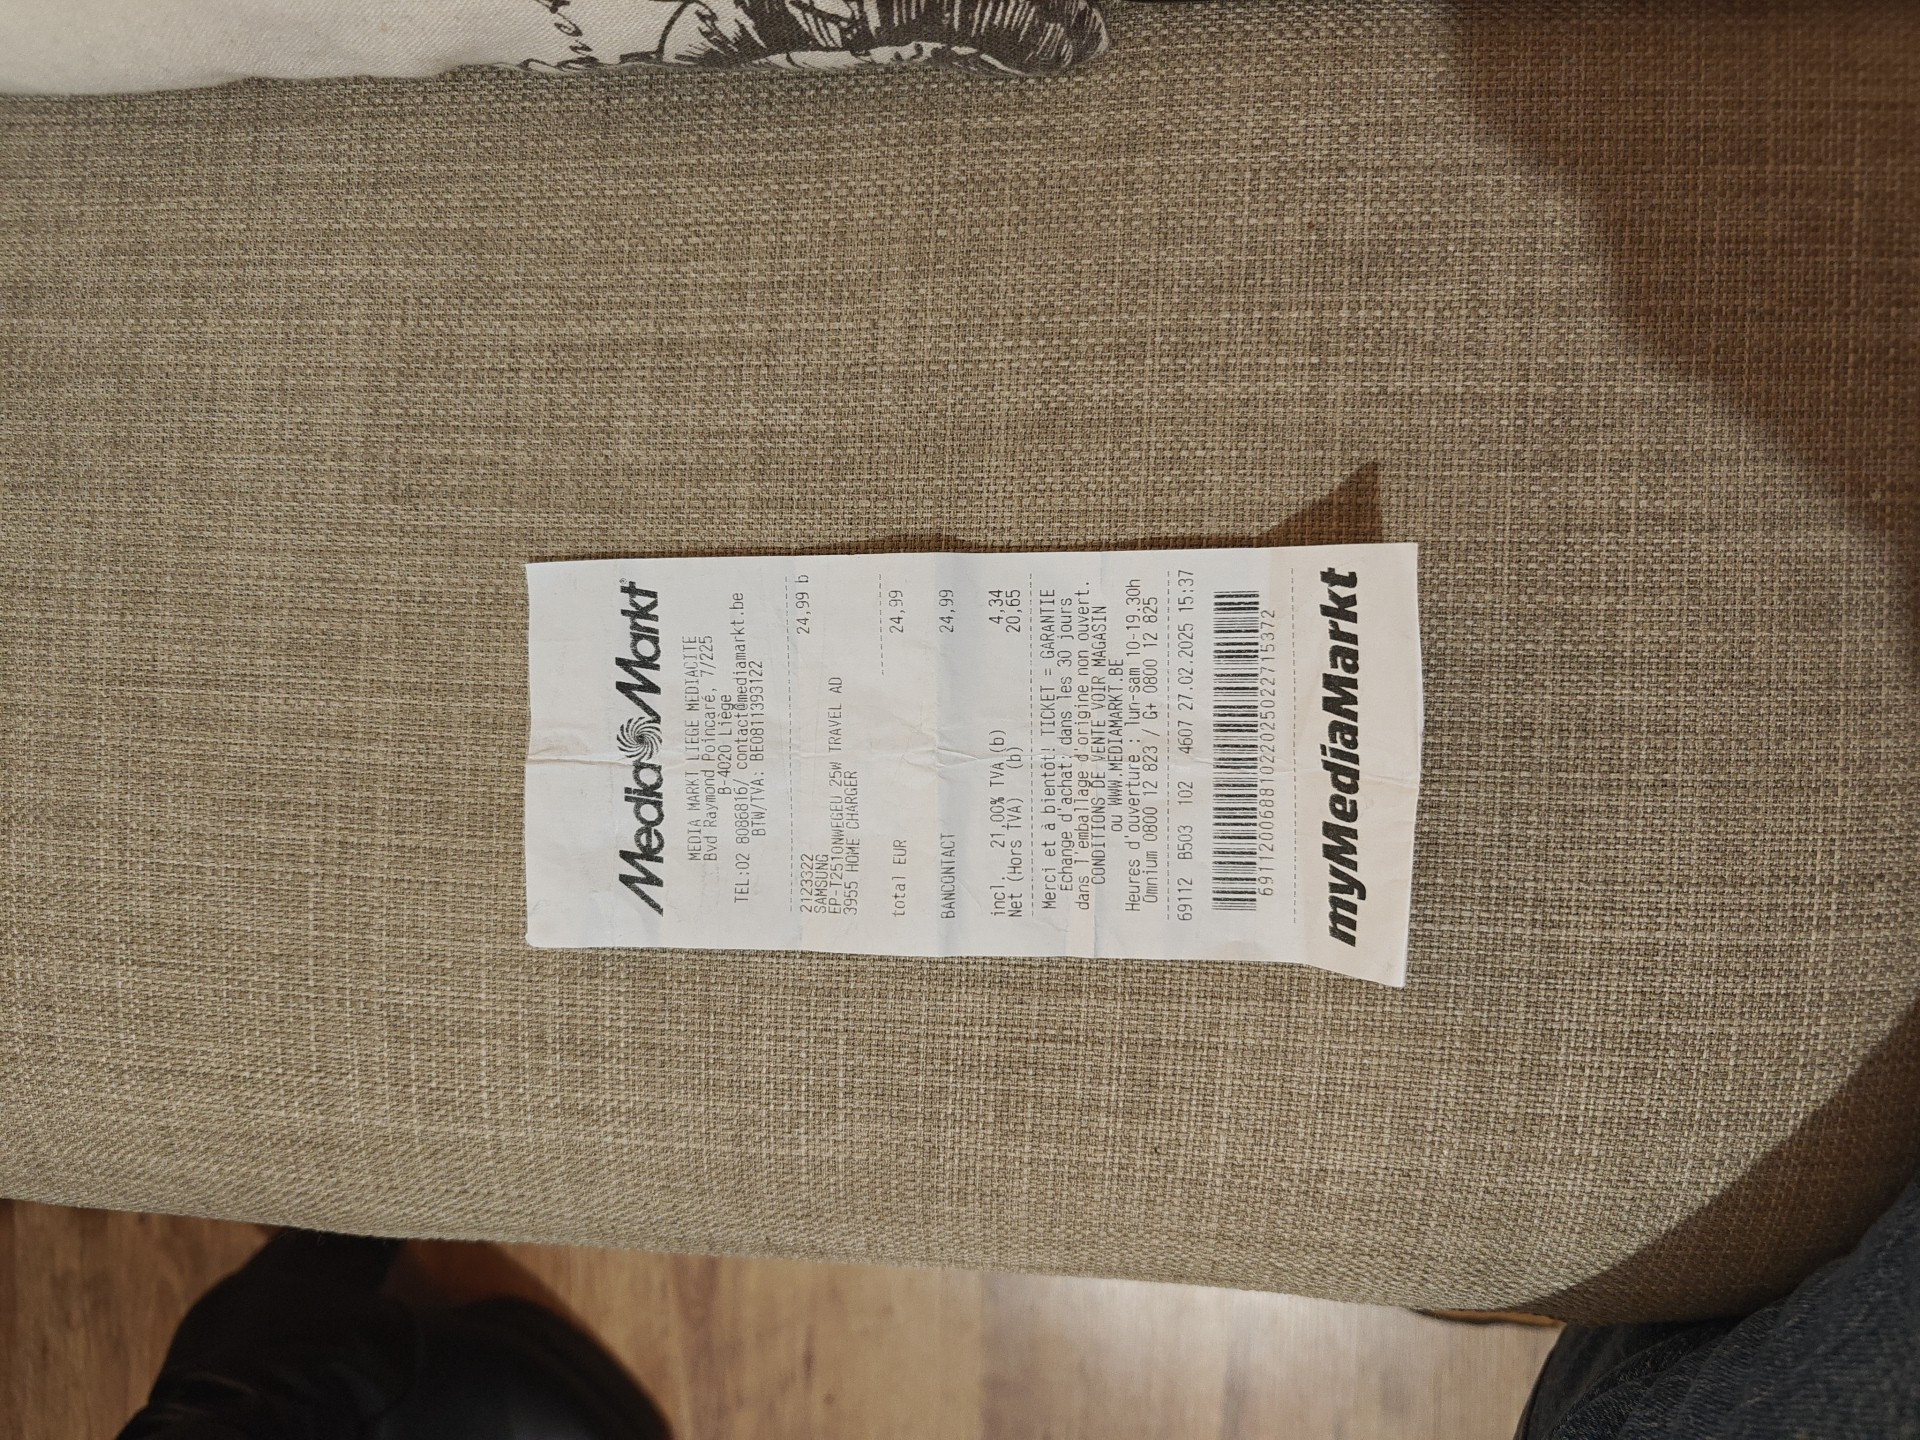 Media Markt
MEDIA MARKT LIEGE MEDIACITE
Bvd Raymond Poincaré, 7/225
B-4020 Liège
TEL:02 8086816/ contact@mediamarkt.be
BTW/TVA: BE0811393122
2123322 24,99 b
SAMSUNG
EP-T2510NWEGEU 25W TRAVEL AD
3955 HOME CHARGER
total EUR 24,99
BANCONTACT 24,99
incl. 21,00% TVA (b) 4,34
Net (Hors TVA) (b) 20,65
Merci et à bientôt! TICKET = GARANTIE
Echange d'achat: dans les 30 jours
dans l'emballage d'origine non ouvert.
CONDITIONS DE VENTE VOIR MAGASIN
ou WWW.MEDIAMARKT.BE
Heures d'ouverture : lun-sam 10-19.30h
Omnium 0800 12 823 / G+ 0800 12 825
69112 B503 102 4607 27.02.2025 15:37
myMediaMarkt